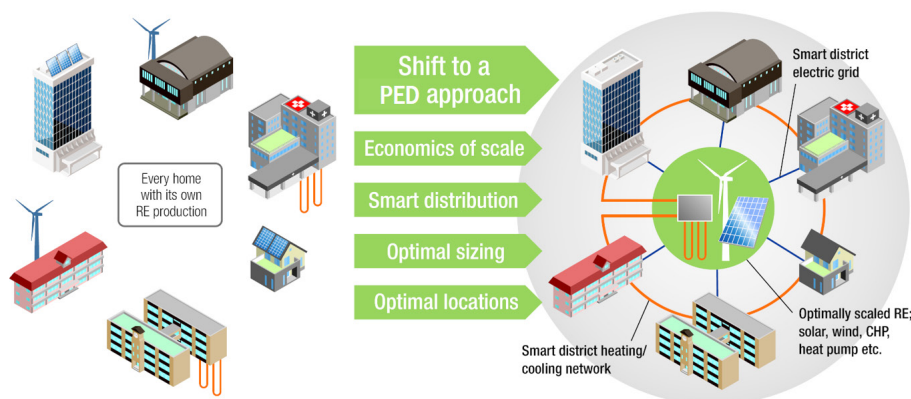 Every home
with its own
RE production
Shift to a
PED approach
Economics of scale
Smart distribution
Optimal sizing
Optimal locations
Smart district
electric grid
Optimally scaled RE;
solar, wind, CHP,
heat pump etc.
Smart district heating/
cooling network